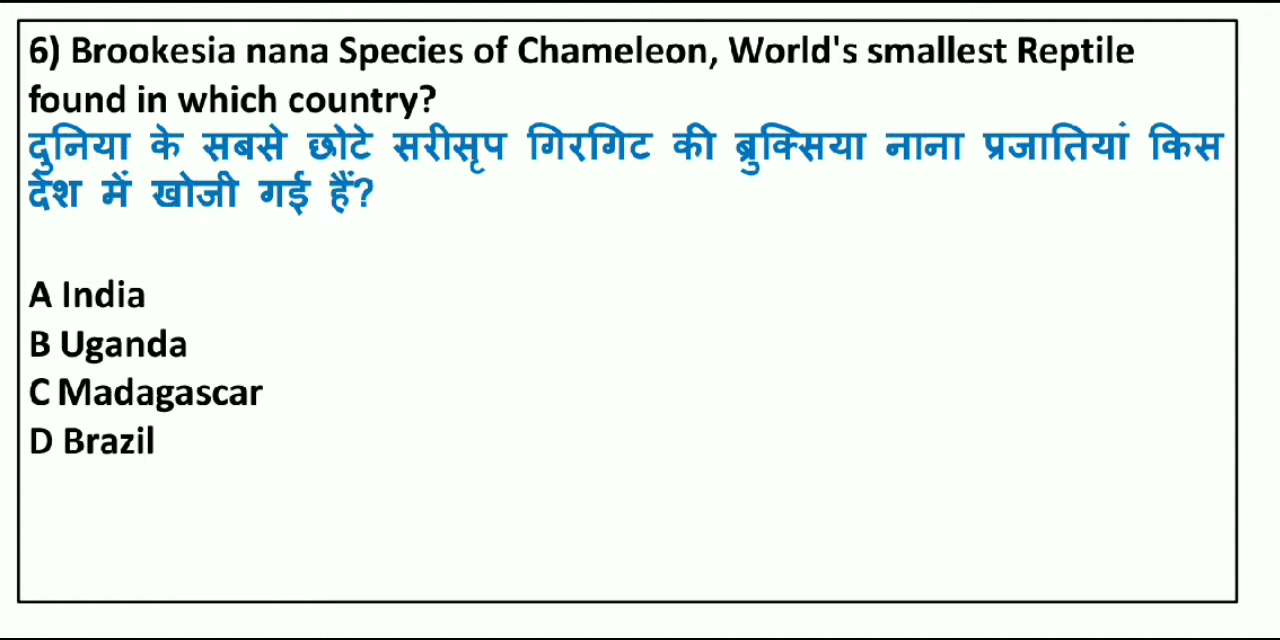 6) Brookesia nana Species of Chameleon, World's smallest Reptile
found in which country?
दुनिया के सबसे छोटे सरीसृप गिरगिट की ब्रुक्सिया नाना प्रजातियां किस
देश में खोजी गई हैं?
A India
B Uganda
C Madagascar
D Brazil